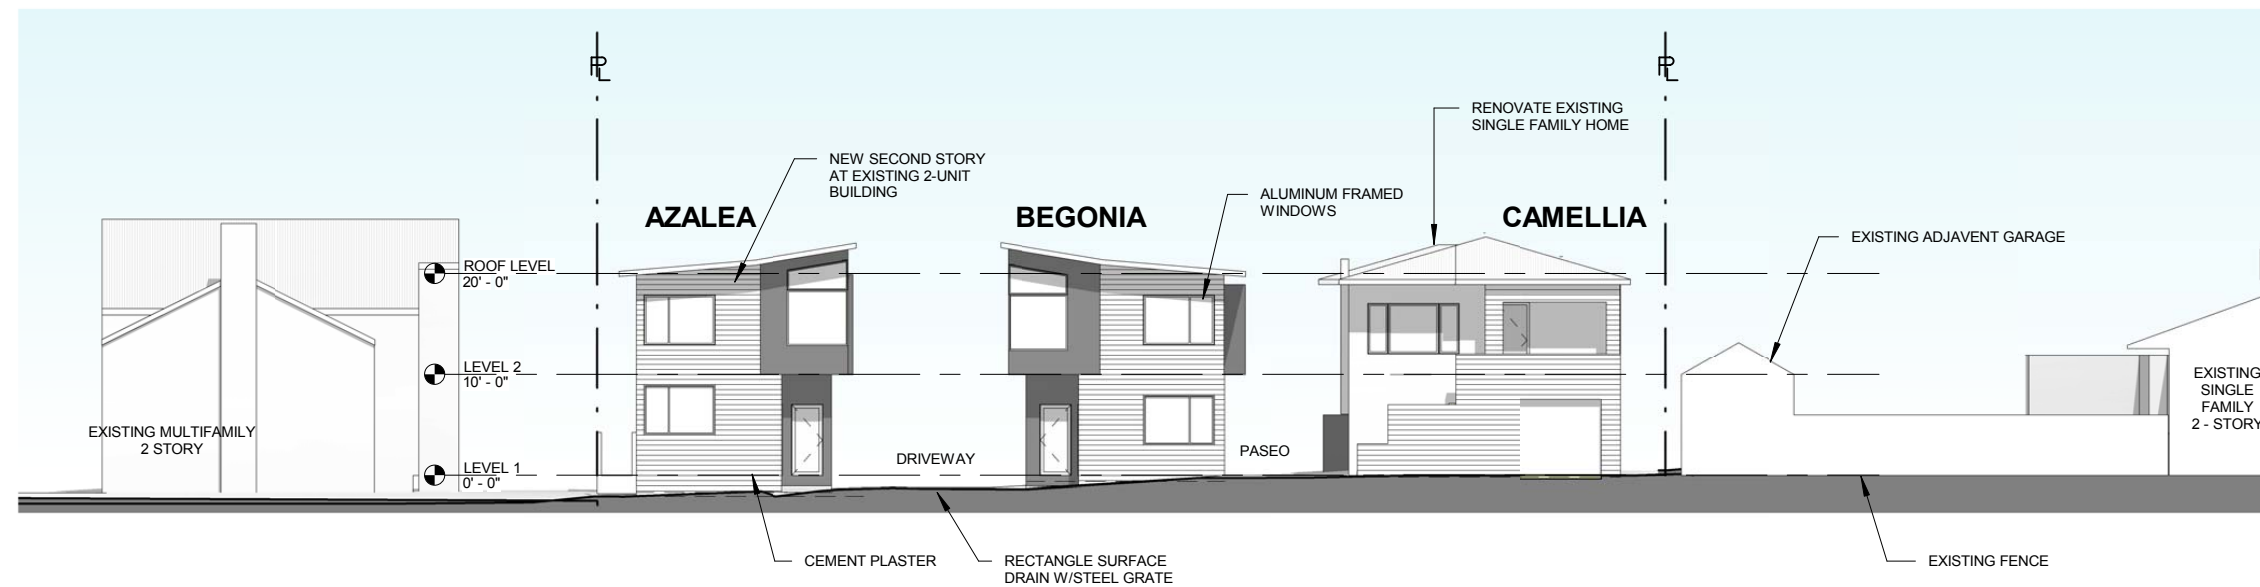 PL
PL
RENOVATE EXISTING
SINGLE FAMILY HOME
NEW SECOND STORY
AT EXISTING 2-UNIT
BUILDING
ALUMINUM FRAMED
WINDOWS
AZALEA
BEGONIA
CAMELLIA
EXISTING ADJAVENT GARAGE
ROOF LEVEL
20' - 0"
LEVEL 2
10' - 0"
EXISTING
SINGLE
FAMILY
2 - STORY
EXISTING MULTIFAMILY
2 STORY
LEVEL 1
0' - 0"
DRIVEWAY
PASEO
CEMENT PLASTER
RECTANGLE SURFACE
DRAIN W/STEEL GRATE
EXISTING FENCE